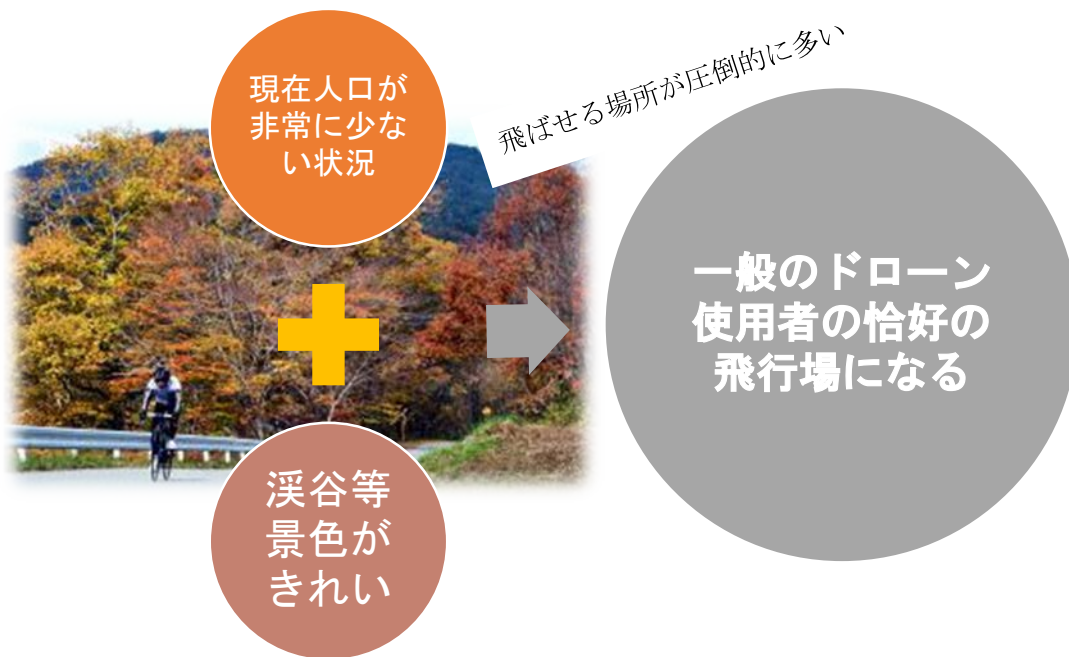 現在人口が
非常に少な
い状況
飛ばせる場所が圧倒的に多い
一般のドローン
使用者の恰好の
飛行場になる
渓谷等
景色が
きれい